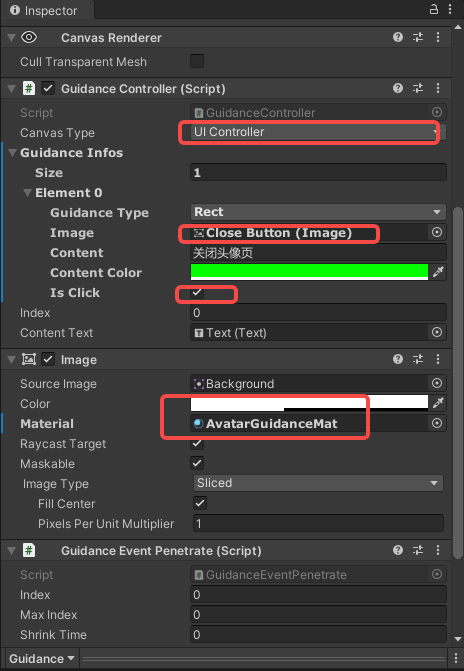 Inspector
Canvas Renderer
Cull Transparent Mesh
Guidance Controller (Script)
Script GuidanceController
Canvas Type UI Controller
Guidance Infos
Size 1
Element 0
Guidance Type Rect
Image Close Button (Image)
Content 关闭头像页
Content Color
Is Click
Index 0
Content Text Text (Text)
Image
Source Image Background
Color
Material AvatarGuidanceMat
Raycast Target
Maskable
Image Type Sliced
Fill Center
Pixels Per Unit Multiplier 1
Guidance Event Penetrate (Script)
Script GuidanceEventPenetrate
Index 0
Max Index 0
Shrink Time 0
Guidance